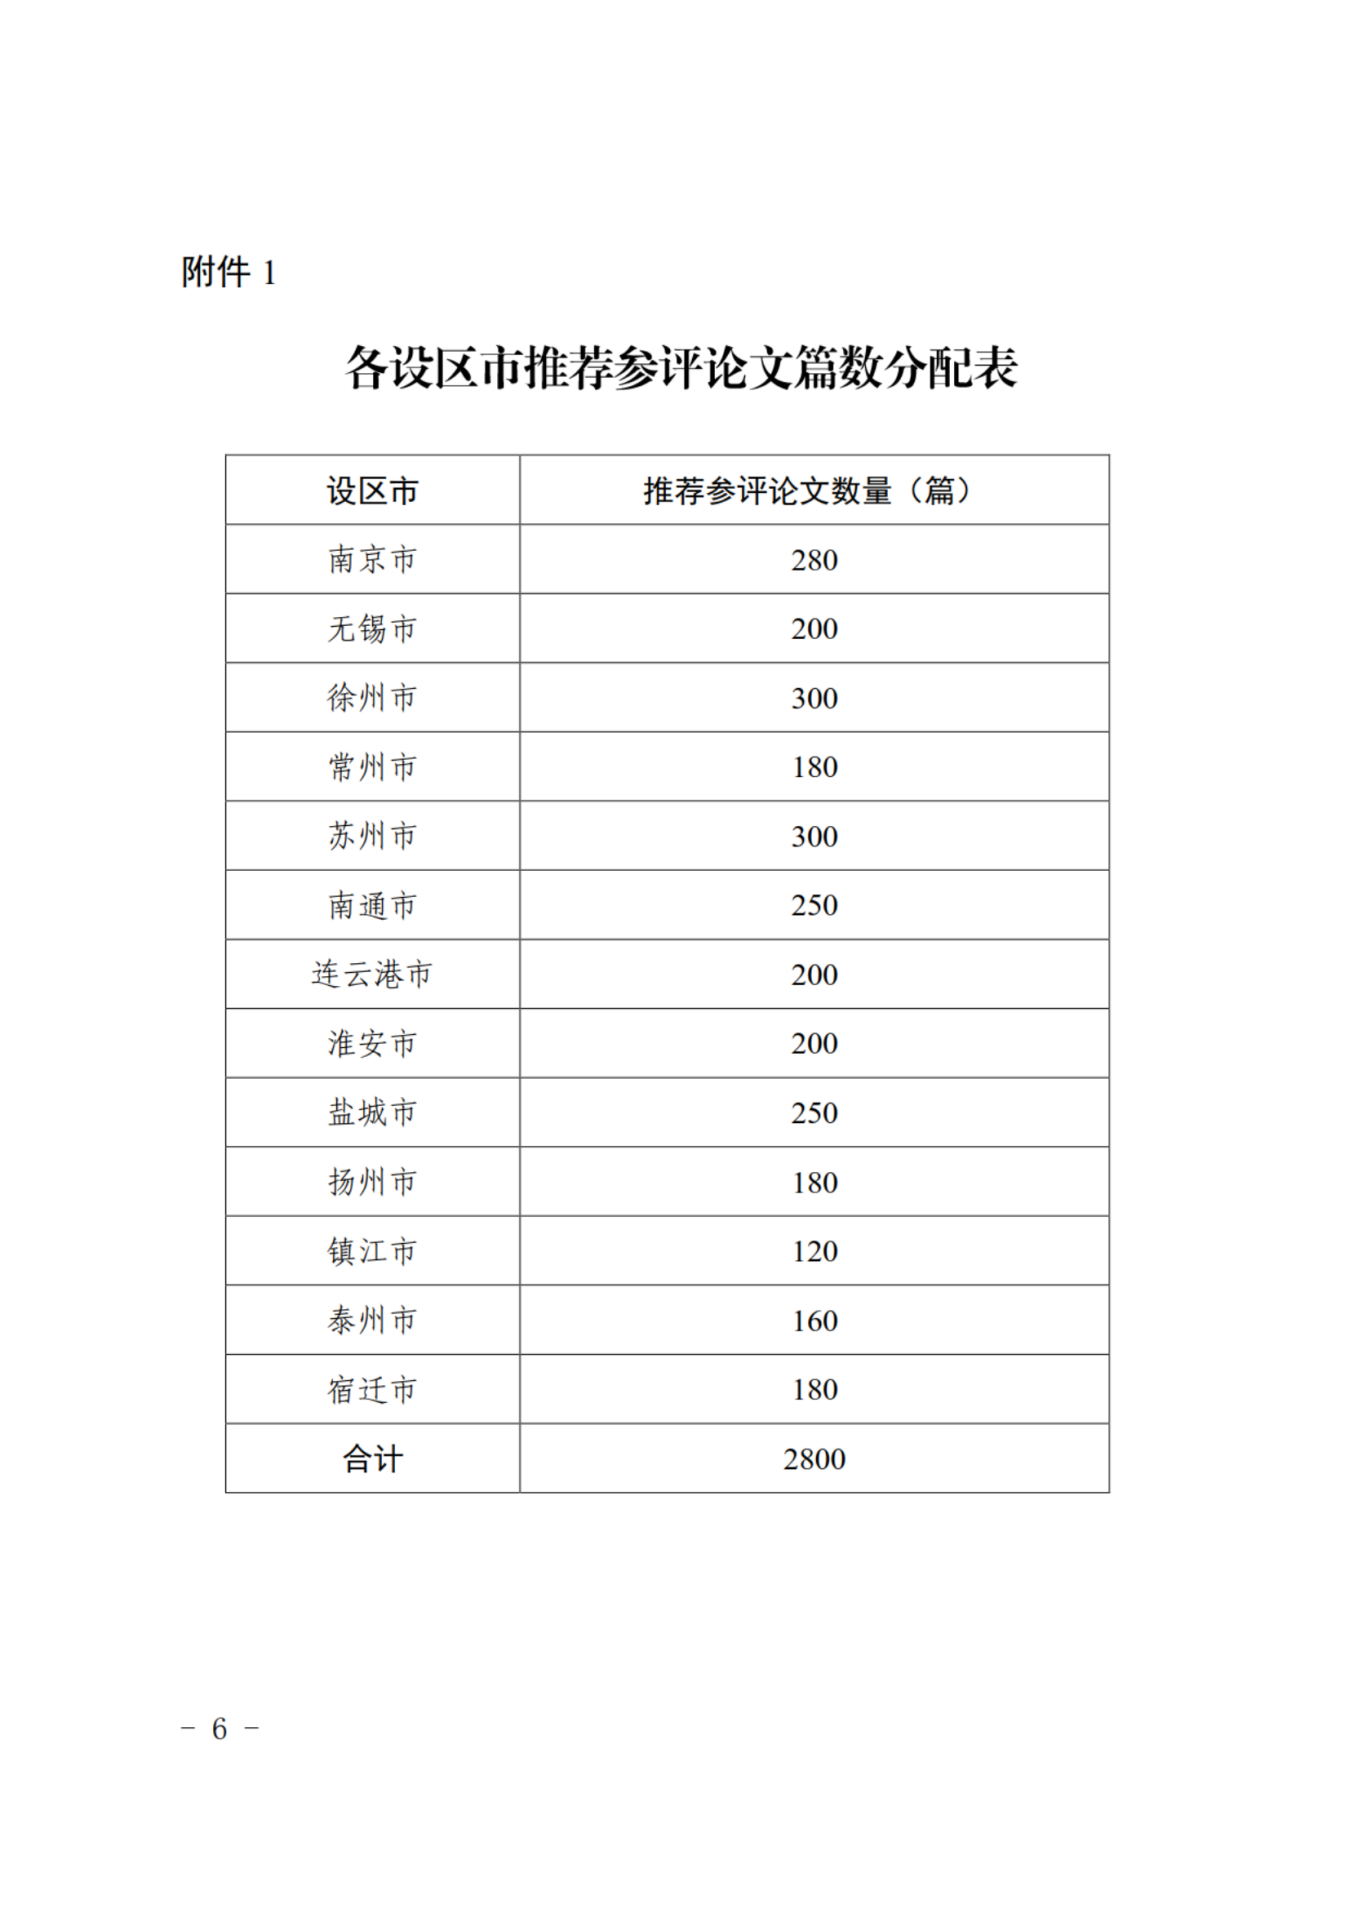 附件 1
各设区市推荐参评论文篇数分配表
设区市 推荐参评论文数量（篇）
南京市 280
无锡市 200
徐州市 300
常州市 180
苏州市 300
南通市 250
连云港市 200
淮安市 200
盐城市 250
扬州市 180
镇江市 120
泰州市 160
宿迁市 180
合计 2800
- 6 -